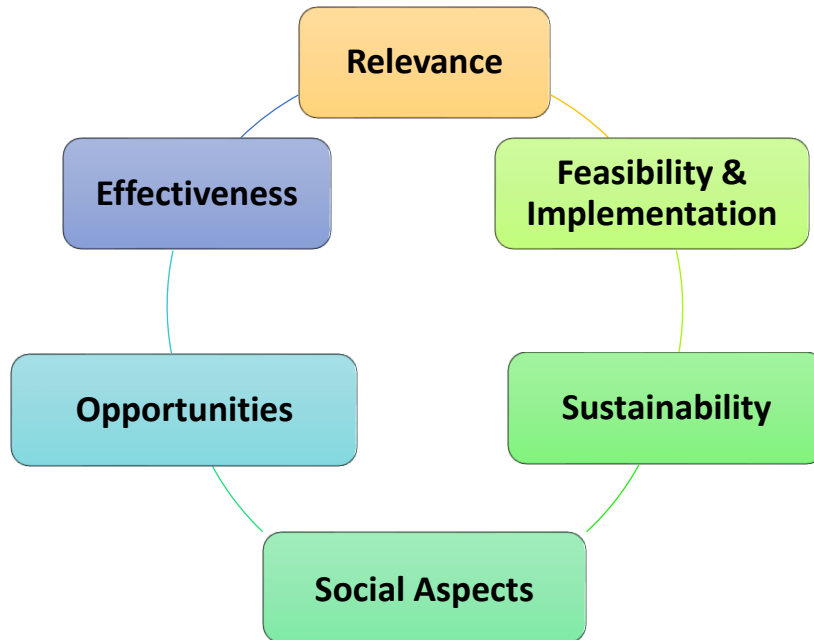 Relevance
Effectiveness
Feasibility &
Implementation
Opportunities
Sustainability
Social Aspects